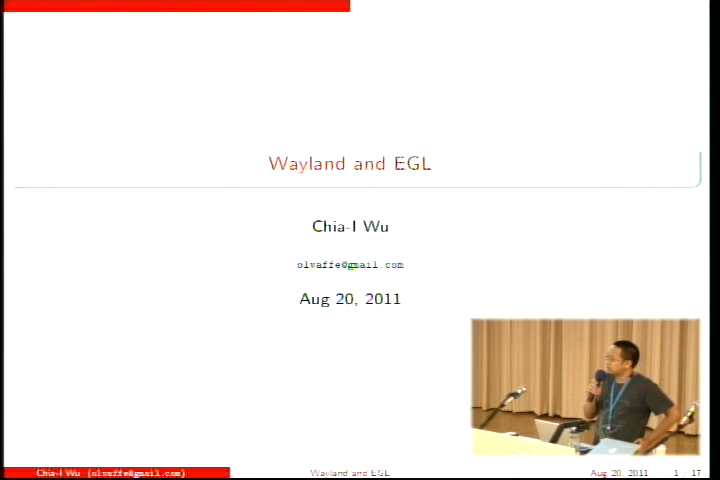 Wayland and EGL
Chia-I Wu
olvaffe@gmail.com
Aug 20, 2011
Chia-I Wu (olvaffe@gmail.com)
Wayland and EGL
Aug 20, 2011
1 / 17